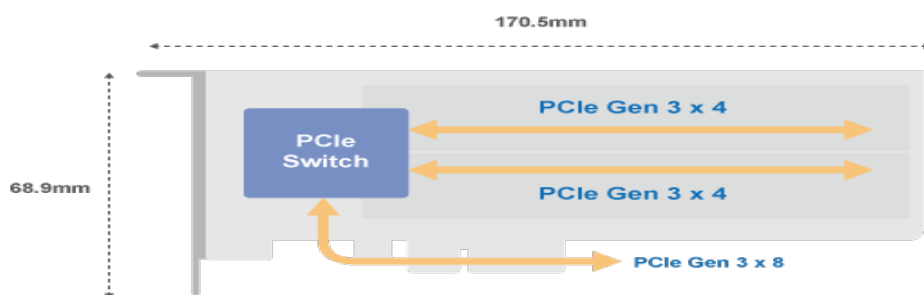 170.5mm
PCIe Gen 3 x 4
PCIe
Switch
68.9mm
PCIe Gen 3 x 4
PCIe Gen 3 x 8